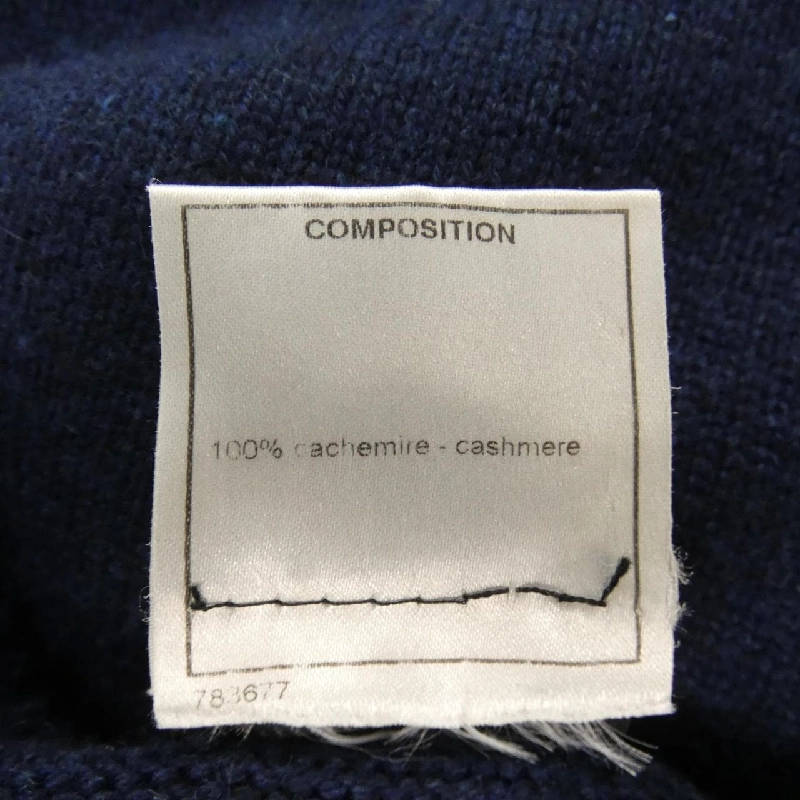 COMPOSITION
100% cachemire - cashmere
783677